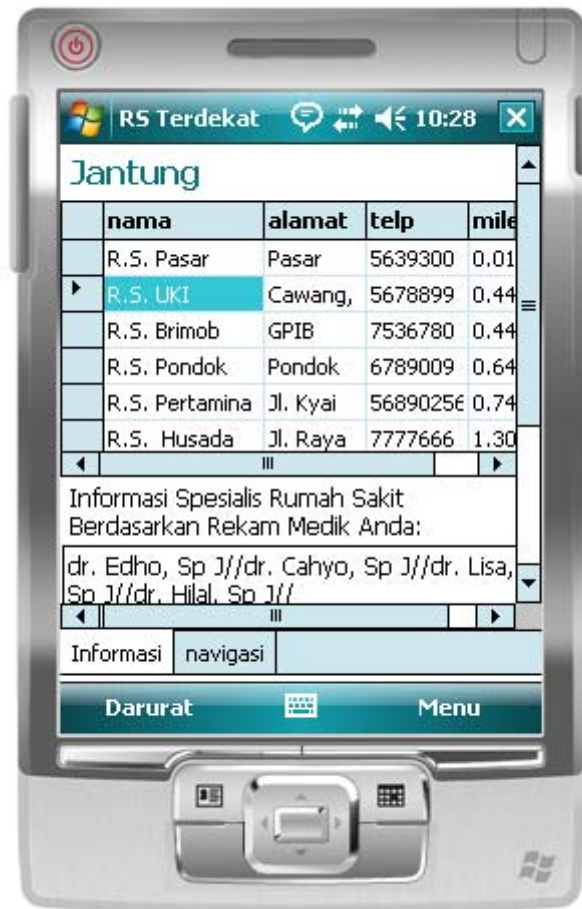 RS Terdekat 10:28
Jantung
nama alamat telp mile
R.S. Pasar Pasar 5639300 0.01
R.S. UKI Cawang, 5678899 0.44
R.S. Brimob GPIB 7536780 0.44
R.S. Pondok Pondok 6789009 0.64
R.S. Pertamina Jl. Kyai 56890256 0.74
R.S. Husada Jl. Raya 7777666 1.30
Informasi Spesialis Rumah Sakit
Berdasarkan Rekam Medik Anda:
dr. Edho, Sp J//dr. Cahyo, Sp J//dr. Lisa,
Sp J//dr. Hilal, Sp J//
Informasi navigasi
Darurat Menu